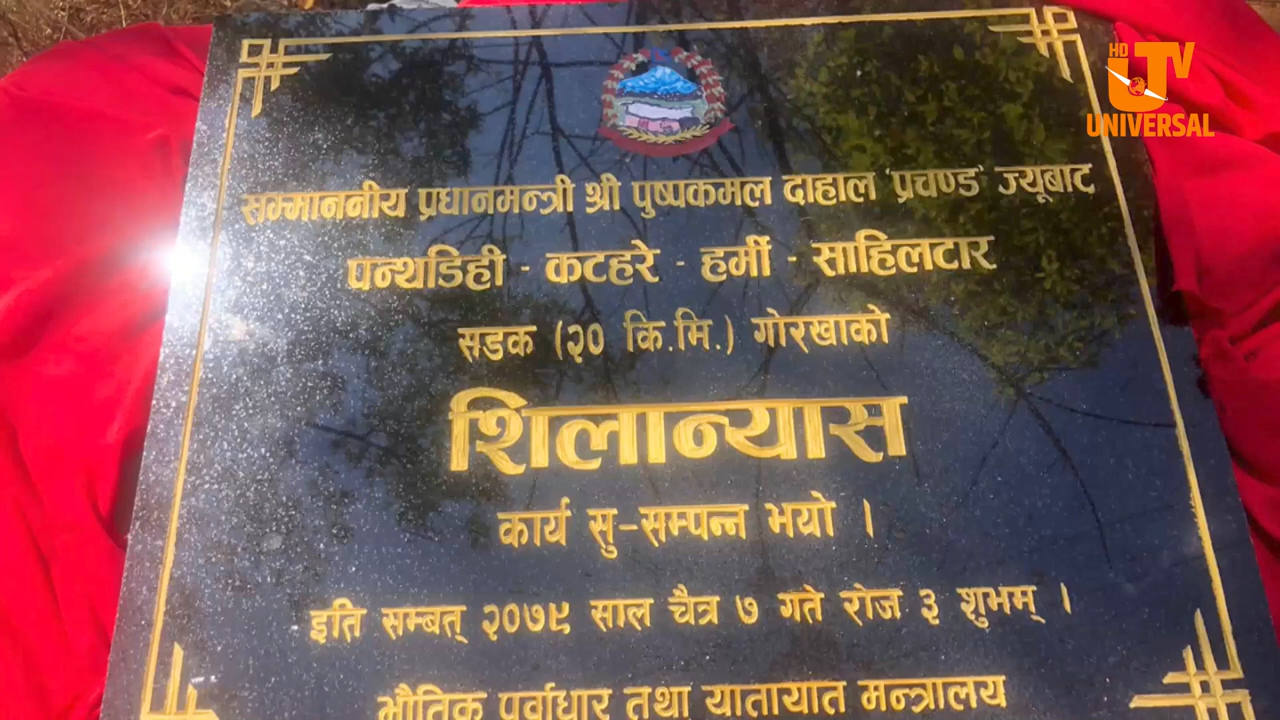 HD
UTV
UNIVERSAL
सम्माननीय प्रधानमन्त्री श्री पुष्पकमल दाहाल 'प्रचण्ड' ज्यूबाट
पन्थडिही - कटहरे - हर्मी - साहिलटार
सडक (२० कि.मि.) गोरखाको
शिलान्यास
कार्य सु-सम्पन्न भयो ।
इति सम्बत् २०७९ साल चैत्र ७ गते रोज ३ शुभम् ।
भौतिक पूर्वाधार तथा यातायात मन्त्रालय